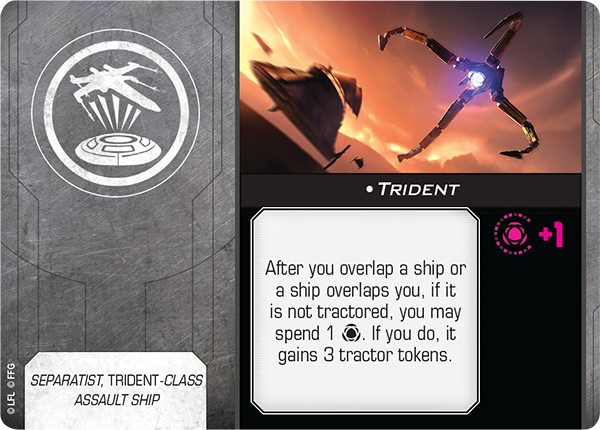 • TRIDENT
+1
After you overlap a ship or
a ship overlaps you, if it
is not tractored, you may
spend 1 . If you do, it
gains 3 tractor tokens.
SEPARATIST, TRIDENT-CLASS
ASSAULT SHIP
© LFL © FFG